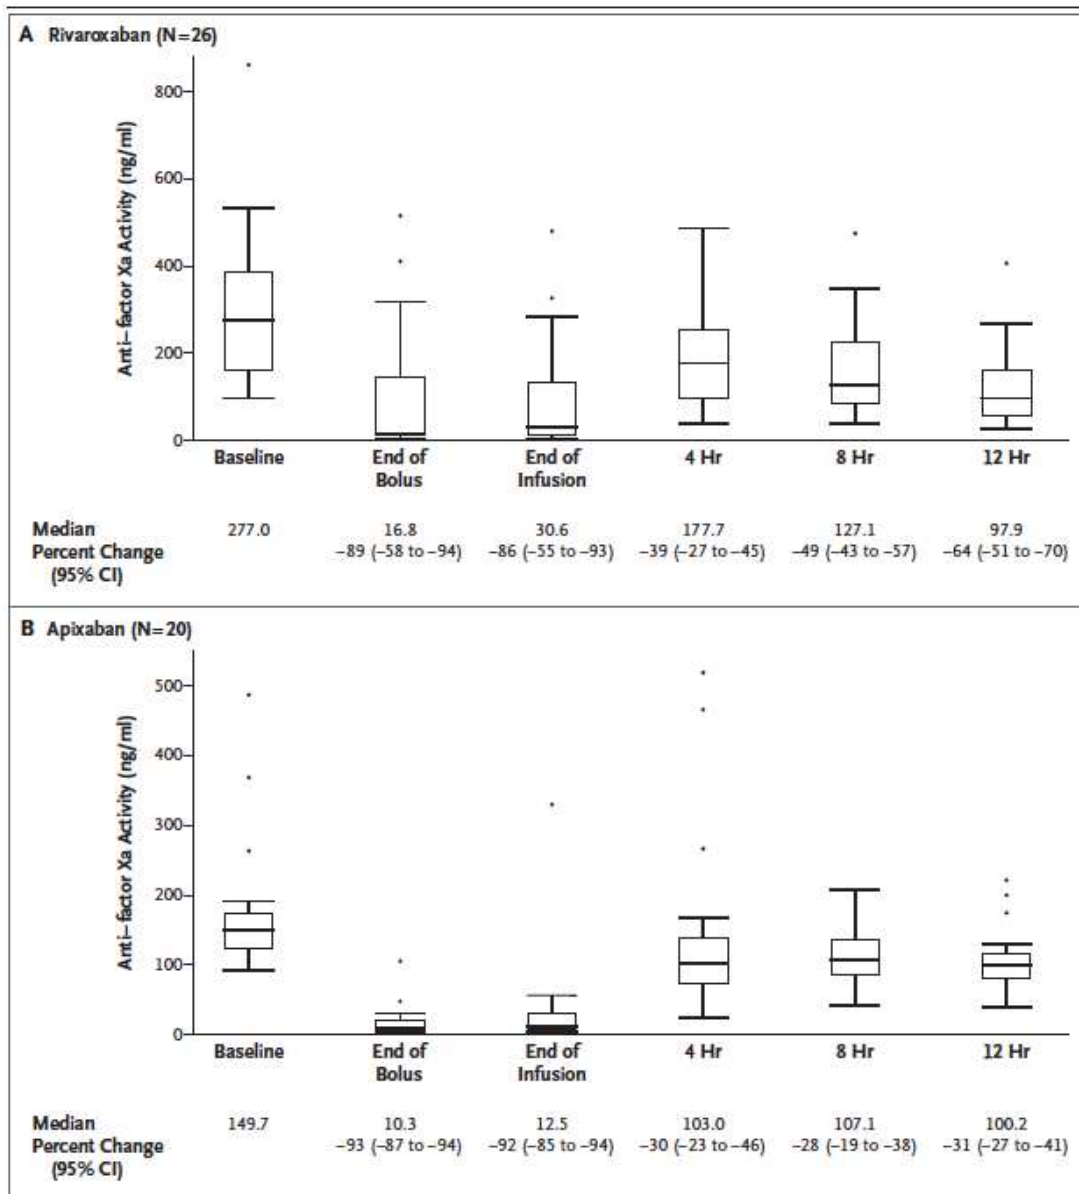 A Rivaroxaban (N=26)
Anti–factor Xa Activity (ng/ml)
800
600
400
200
0
Baseline End of Bolus End of Infusion 4 Hr 8 Hr 12 Hr
Median 277.0 16.8 30.6 177.7 127.1 97.9
Percent Change (95% CI) −89 (−58 to −94) −86 (−55 to −93) −39 (−27 to −45) −49 (−43 to −57) −64 (−51 to −70)
B Apixaban (N=20)
Anti–factor Xa Activity (ng/ml)
500
400
300
200
100
0
Baseline End of Bolus End of Infusion 4 Hr 8 Hr 12 Hr
Median 149.7 10.3 12.5 103.0 107.1 100.2
Percent Change (95% CI) −93 (−87 to −94) −92 (−85 to −94) −30 (−23 to −46) −28 (−19 to −38) −31 (−27 to −41)